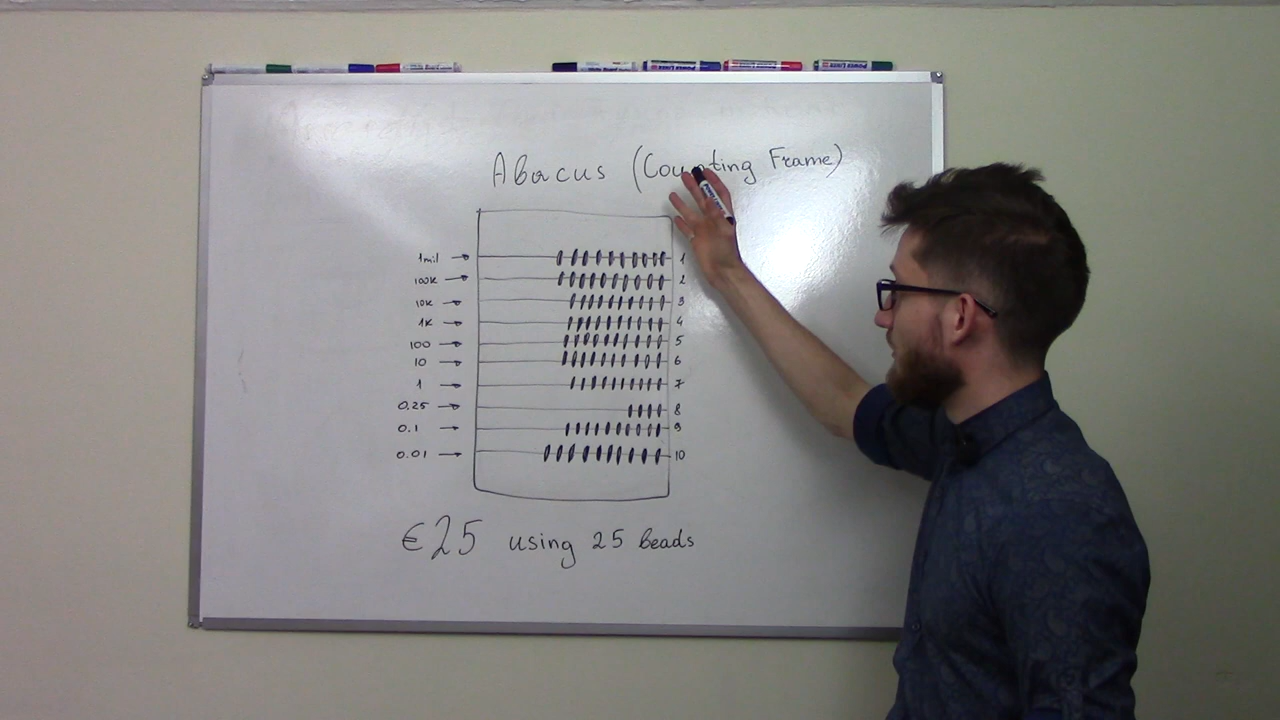 Abacus (Counting Frame)
1mil → 1
100k → 2
10k → 3
1k → 4
100 → 5
10 → 6
1 → 7
0.25 → 8
0.1 → 9
0.01 → 10
€25 using 25 beads